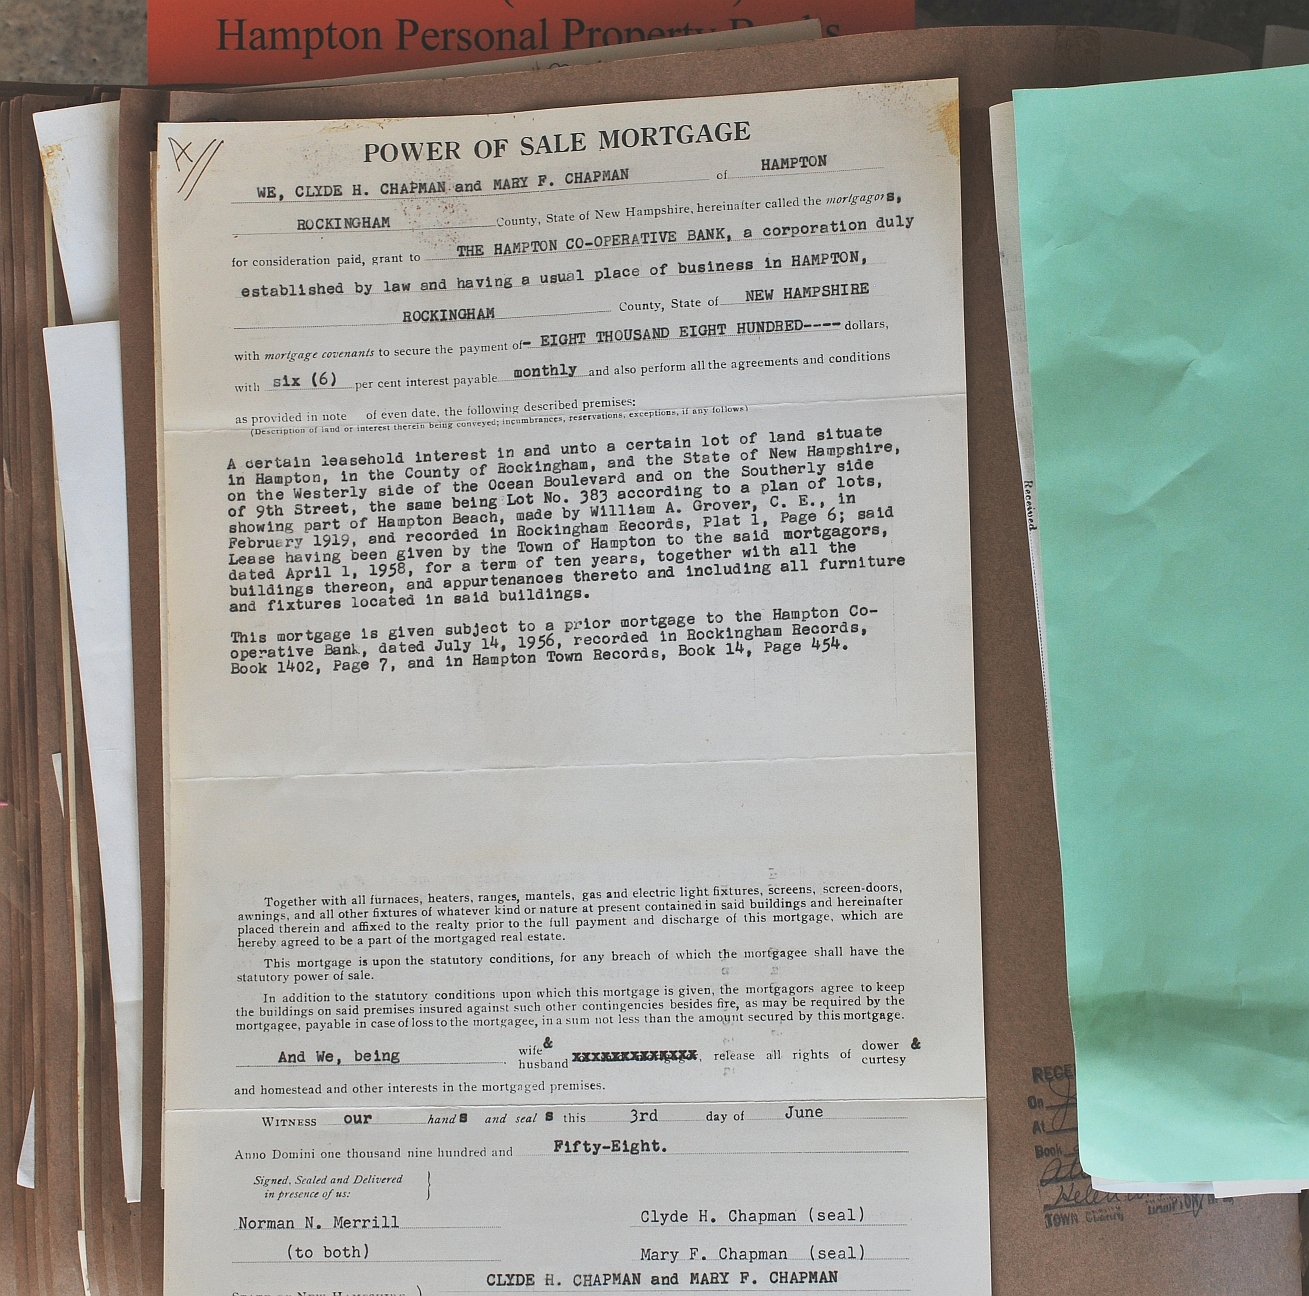 Hampton Personal Property
A//
POWER OF SALE MORTGAGE
WE, CLYDE H. CHAPMAN and MARY F. CHAPMAN of HAMPTON
ROCKINGHAM County, State of New Hampshire, hereinafter called the mortgagors,
for consideration paid, grant to THE HAMPTON CO-OPERATIVE BANK, a corporation duly
established by law and having a usual place of business in HAMPTON,
ROCKINGHAM County, State of NEW HAMPSHIRE
with mortgage covenants to secure the payment of- EIGHT THOUSAND EIGHT HUNDRED---- dollars,
with six (6) per cent interest payable monthly and also perform all the agreements and conditions
as provided in note of even date, the following described premises:
(Description of land or interest therein being conveyed; incumbrances, reservations, exceptions, if any follows)
A certain leasehold interest in and unto a certain lot of land situate
in Hampton, in the County of Rockingham, and the State of New Hampshire,
on the Westerly side of the Ocean Boulevard and on the Southerly side
of 9th Street, the same being Lot No. 383 according to a plan of lots,
showing part of Hampton Beach, made by William A. Grover, C. E., in
February 1919, and recorded in Rockingham Records, Plat 1, Page 6; said
Lease having been given by the Town of Hampton to the said mortgagors,
dated April 1, 1958, for a term of ten years, together with all the
buildings thereon, and appurtenances thereto and including all furniture
and fixtures located in said buildings.
This mortgage is given subject to a prior mortgage to the Hampton Co-
operative Bank, dated July 14, 1956, recorded in Rockingham Records,
Book 1402, Page 7, and in Hampton Town Records, Book 14, Page 454.
Together with all furnaces, heaters, ranges, mantels, gas and electric light fixtures, screens, screen-doors,
awnings, and all other fixtures of whatever kind or nature at present contained in said buildings and hereinafter
placed therein and affixed to the realty prior to the full payment and discharge of this mortgage, which are
hereby agreed to be a part of the mortgaged real estate.
This mortgage is upon the statutory conditions, for any breach of which the mortgagee shall have the
statutory power of sale.
In addition to the statutory conditions upon which this mortgage is given, the mortgagors agree to keep
the buildings on said premises insured against such other contingencies besides fire, as may be required by the
mortgagee, payable in case of loss to the mortgagee, in a sum not less than the amount secured by this mortgage.
And We, being wife & husband xxxxxxxxxxxxxx, release all rights of dower & curtesy
and homestead and other interests in the mortgaged premises.
WITNESS our hands and seal s this 3rd day of June
Anno Domini one thousand nine hundred and Fifty-Eight.
Signed, Sealed and Delivered
in presence of us:
Norman N. Merrill Clyde H. Chapman (seal)
(to both) Mary F. Chapman (seal)
CLYDE H. CHAPMAN and MARY F. CHAPMAN
STATE OF NEW HAMPSHIRE
Received
On
At
Book
Helen
TOWN